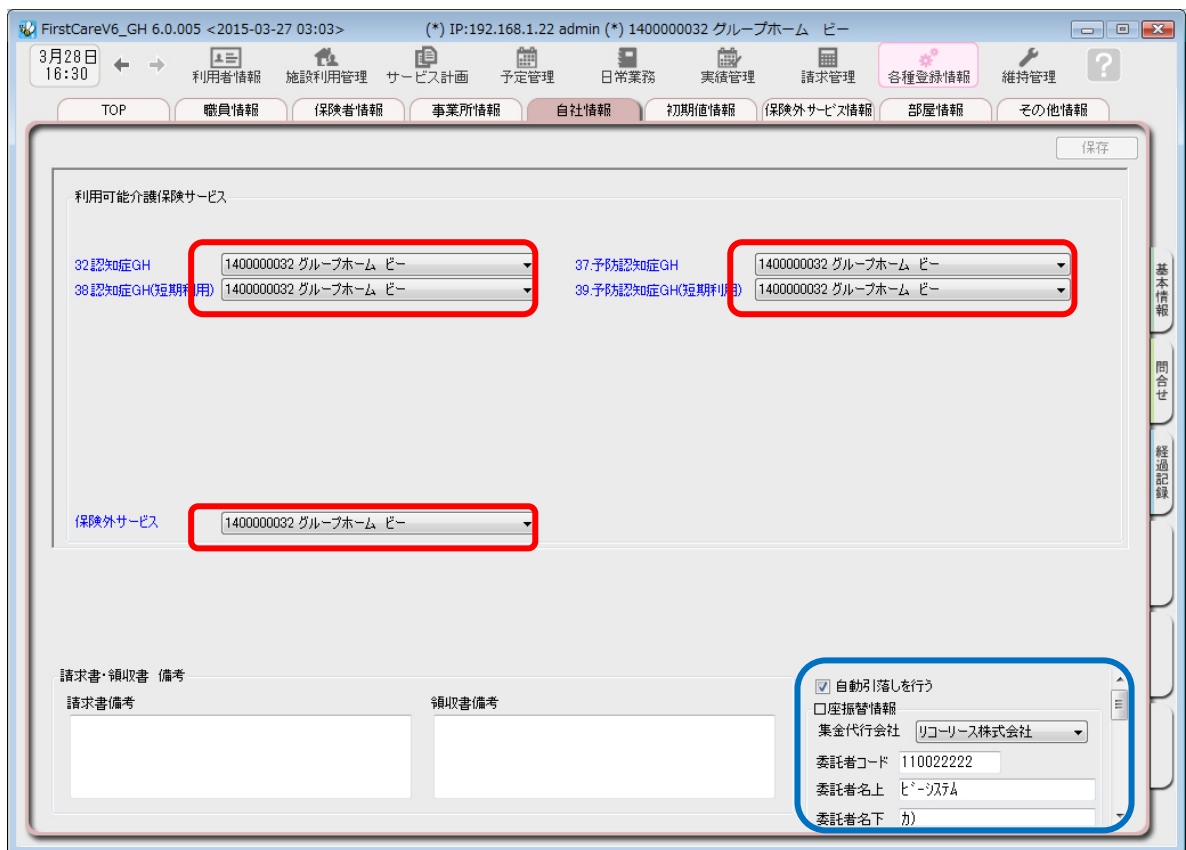 FirstCareV6_GH 6.0.005 <2015-03-27 03:03> (*) IP:192.168.1.22 admin (*) 1400000032 グループホーム ビー
3月28日
16:30
利用者情報 施設利用管理 サービス計画 予定管理 日常業務 実績管理 請求管理 各種登録情報 維持管理 ?
TOP 職員情報 保険者情報 事業所情報 自社情報 初期値情報 保険外サービス情報 部屋情報 その他情報
保存
利用可能介護保険サービス
32.認知症GH 1400000032 グループホーム ビー 37.予防認知症GH 1400000032 グループホーム ビー
38.認知症GH(短期利用) 1400000032 グループホーム ビー 39.予防認知症GH(短期利用) 1400000032 グループホーム ビー
保険外サービス 1400000032 グループホーム ビー
基本情報
問合せ
経過記録
請求書・領収書 備考
請求書備考 領収書備考
自動引落しを行う
口座振替情報
集金代行会社 リコーリース株式会社
委託者コード 110022222
委託者名上 ビーシステム
委託者名下 カ)